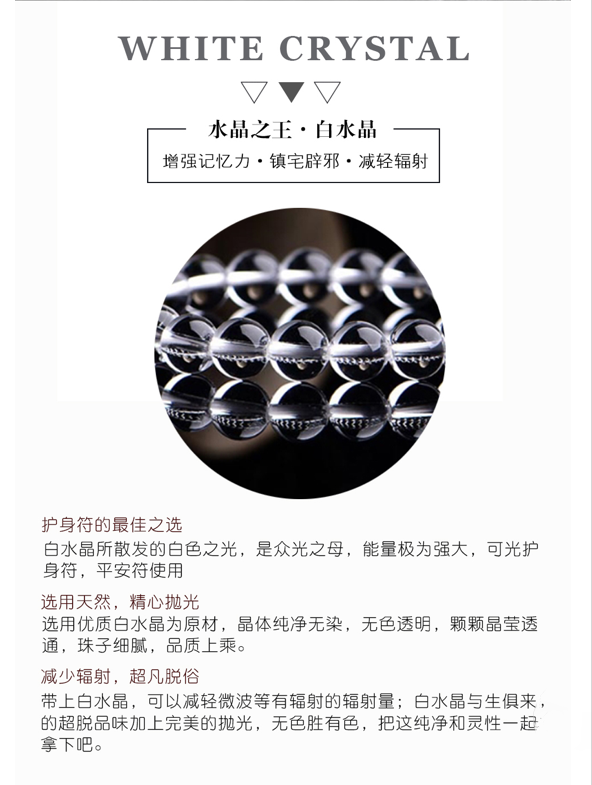 WHITE CRYSTAL
水晶之王·白水晶
增强记忆力·镇宅辟邪·减轻辐射
护身符的最佳之选
白水晶所散发的白色之光，是众光之母，能量极为强大，可光护
身符，平安符使用
选用天然，精心抛光
选用优质白水晶为原材，晶体纯净无染，无色透明，颗颗晶莹透
通，珠子细腻，品质上乘。
减少辐射，超凡脱俗
带上白水晶，可以减轻微波等有辐射的辐射量；白水晶与生俱来，
的超脱品味加上完美的抛光，无色胜有色，把这纯净和灵性一起
拿下吧。